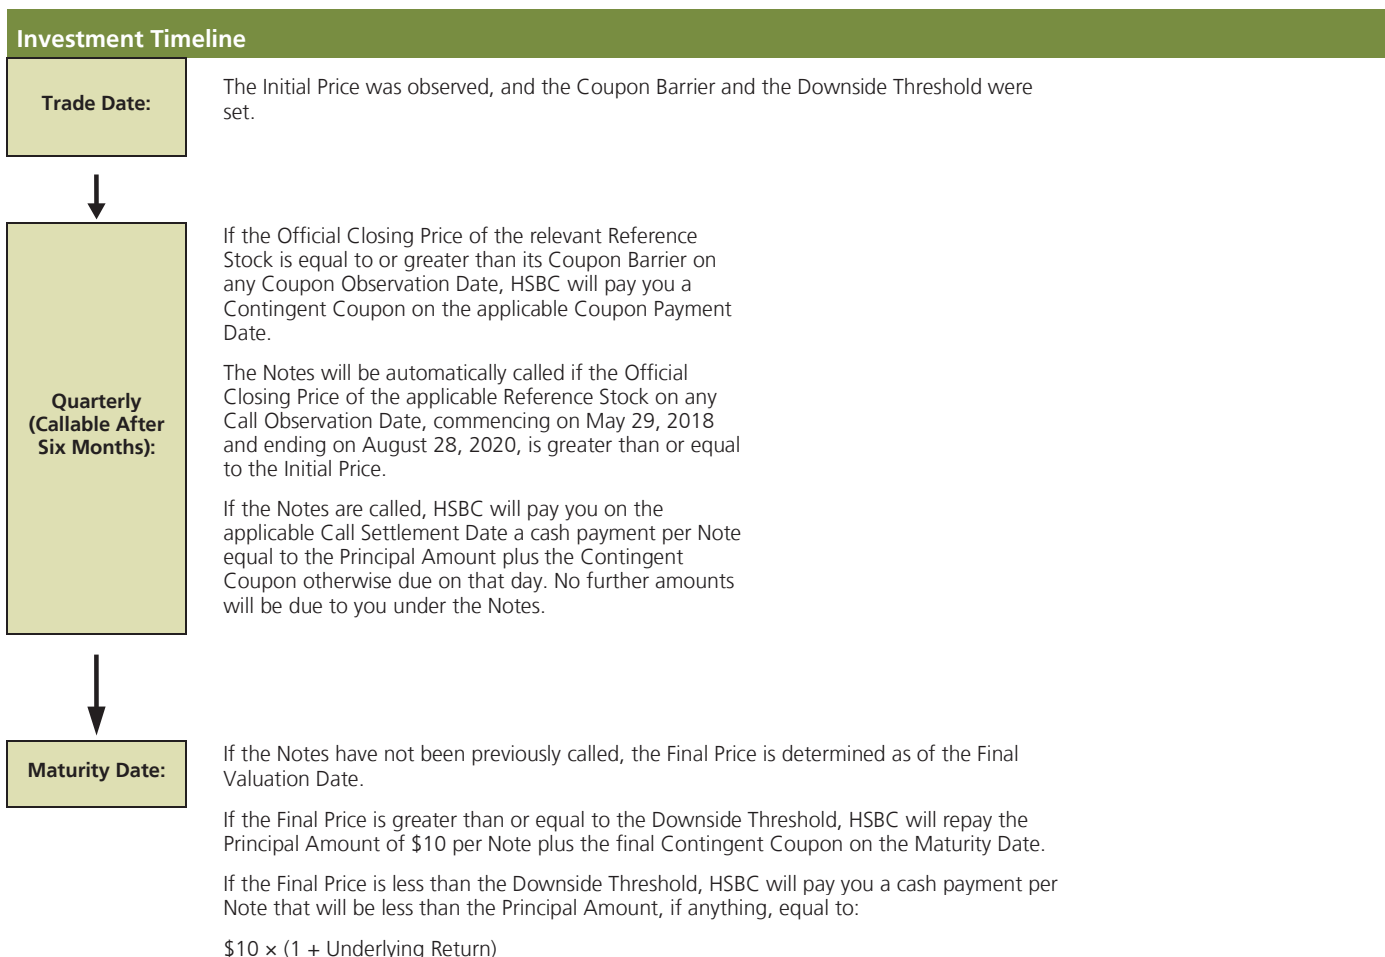 Investment Timeline
Trade Date:
The Initial Price was observed, and the Coupon Barrier and the Downside Threshold were
set.
Quarterly
(Callable After
Six Months):
If the Official Closing Price of the relevant Reference
Stock is equal to or greater than its Coupon Barrier on
any Coupon Observation Date, HSBC will pay you a
Contingent Coupon on the applicable Coupon Payment
Date.
The Notes will be automatically called if the Official
Closing Price of the applicable Reference Stock on any
Call Observation Date, commencing on May 29, 2018
and ending on August 28, 2020, is greater than or equal
to the Initial Price.
If the Notes are called, HSBC will pay you on the
applicable Call Settlement Date a cash payment per Note
equal to the Principal Amount plus the Contingent
Coupon otherwise due on that day. No further amounts
will be due to you under the Notes.
Maturity Date:
If the Notes have not been previously called, the Final Price is determined as of the Final
Valuation Date.
If the Final Price is greater than or equal to the Downside Threshold, HSBC will repay the
Principal Amount of $10 per Note plus the final Contingent Coupon on the Maturity Date.
If the Final Price is less than the Downside Threshold, HSBC will pay you a cash payment per
Note that will be less than the Principal Amount, if anything, equal to:
$10 × (1 + Underlying Return)